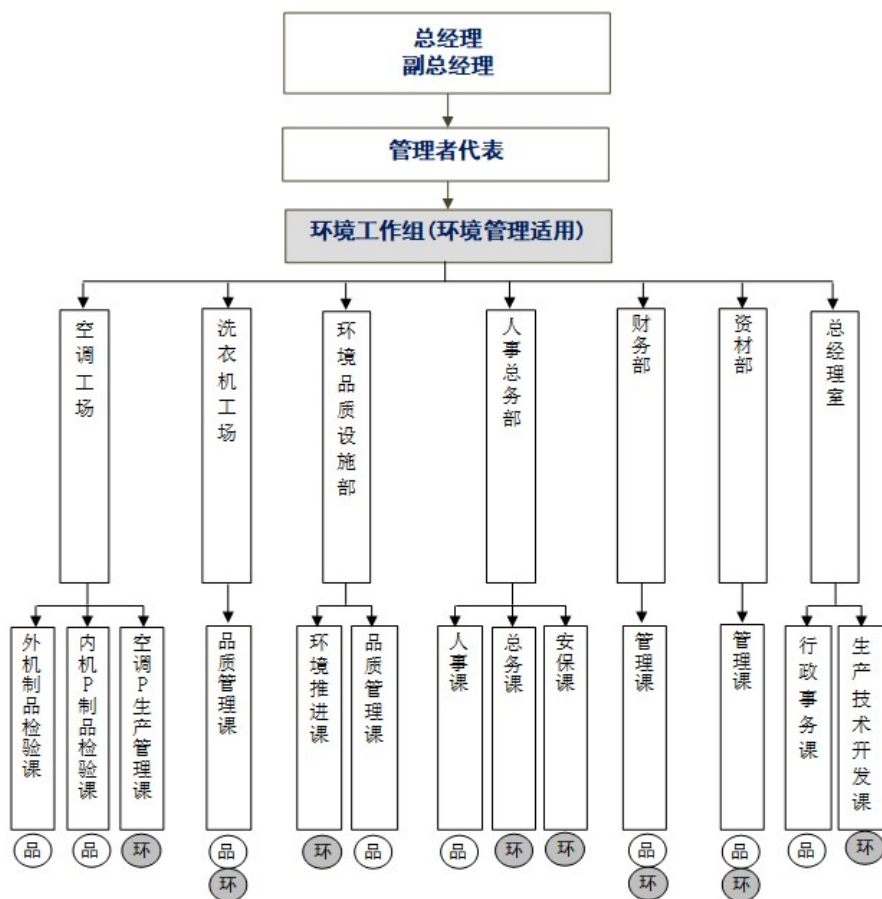 总经理
副总经理
管理者代表
环境工作组(环境管理适用)
空调工场
洗衣机工场
环境品质设施部
人事总务部
财务部
资材部
总经理室
外机制品检验课
内机P制品检验课
空调P生产管理课
品质管理课
环境推进课
品质管理课
人事课
总务课
安保课
管理课
管理课
行政事务课
生产技术开发课
品
品
环
品
环
品
品
环
环
品
品
品
环
环
环
环